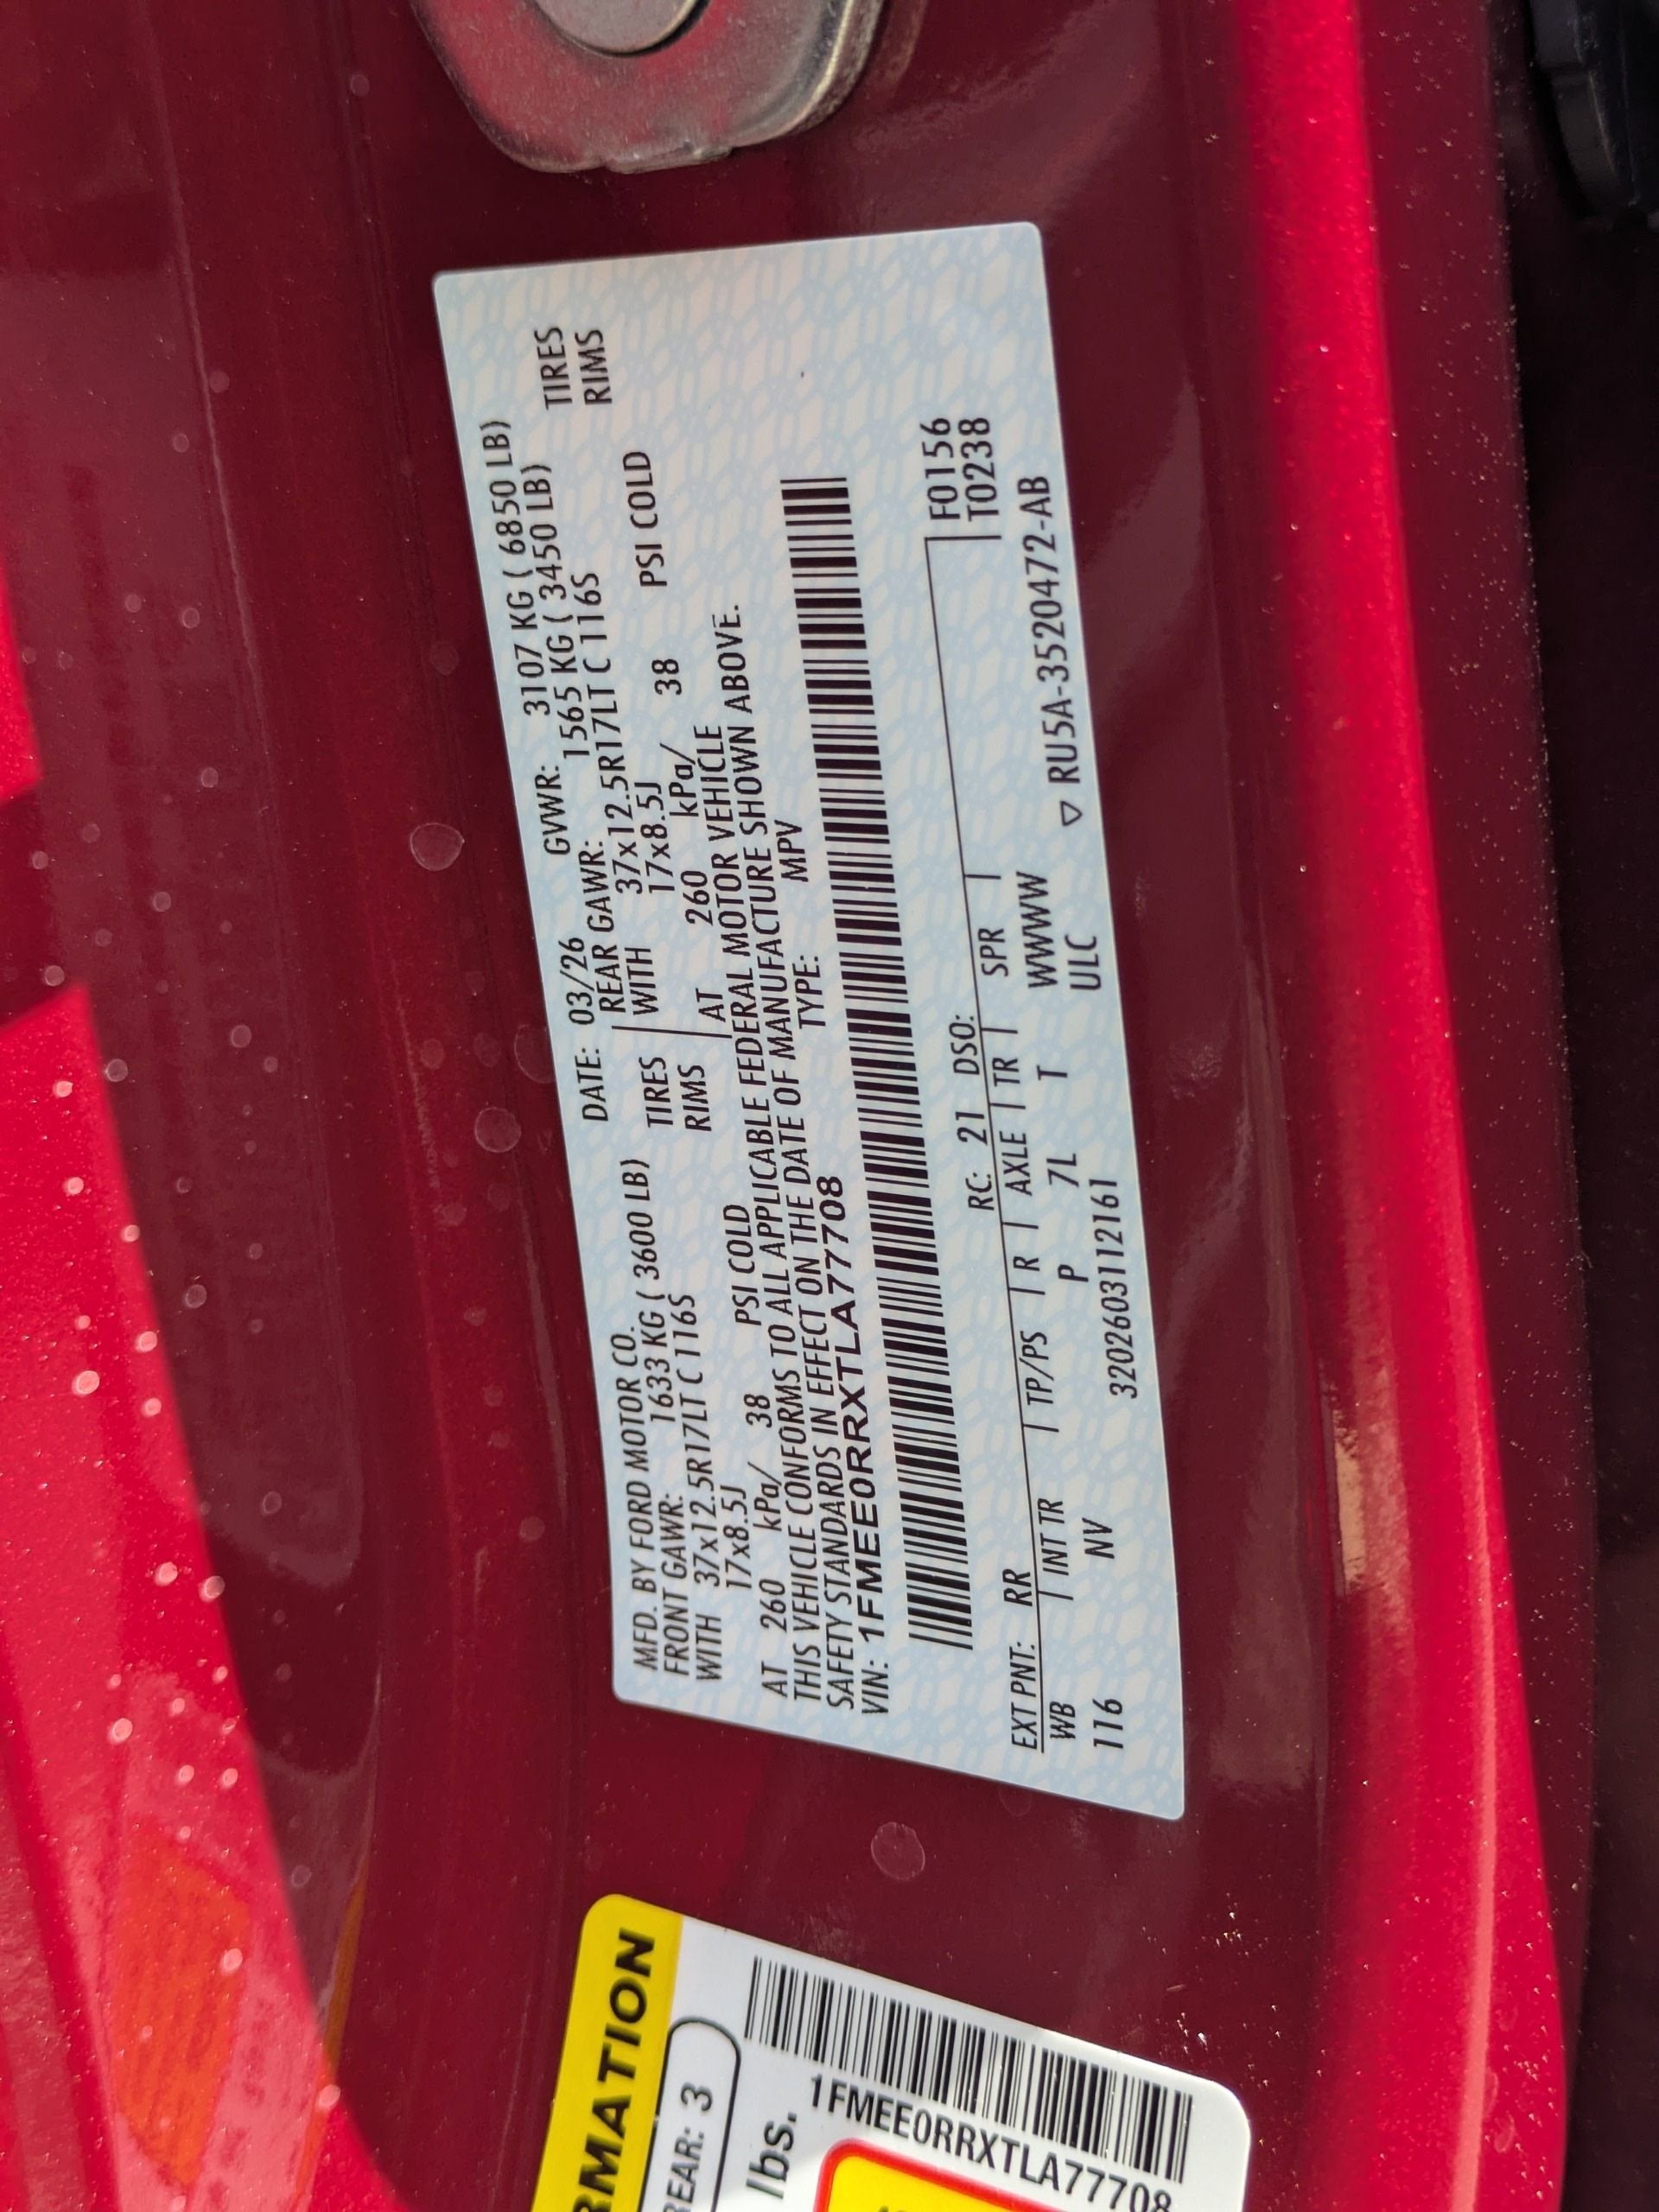 MFD. BY FORD MOTOR CO. DATE: 03/26 GVWR: 3107 KG ( 6850 LB)
FRONT GAWR: 1633 KG ( 3600 LB) REAR GAWR: 1565 KG ( 3450 LB)
WITH 37x12.5R17LT C 116S TIRES WITH 37x12.5R17LT C 116S TIRES
17x8.5J RIMS 17x8.5J RIMS
AT 260 kPa/ 38 PSI COLD AT 260 kPa/ 38 PSI COLD
THIS VEHICLE CONFORMS TO ALL APPLICABLE FEDERAL MOTOR VEHICLE
SAFETY STANDARDS IN EFFECT ON THE DATE OF MANUFACTURE SHOWN ABOVE.
VIN: 1FMEE0RRXTLA77708 TYPE: MPV
EXT PNT: RR RC: 21 DSO: F0156
WB | INT TR | TP/PS | R | AXLE | TR | SPR | T0238
116 NV P 7L T WWWW
3202603112161 ULC ▽ RU5A-3520472-AB
REAR: 3
lbs.
1FMEE0RRXTLA77708